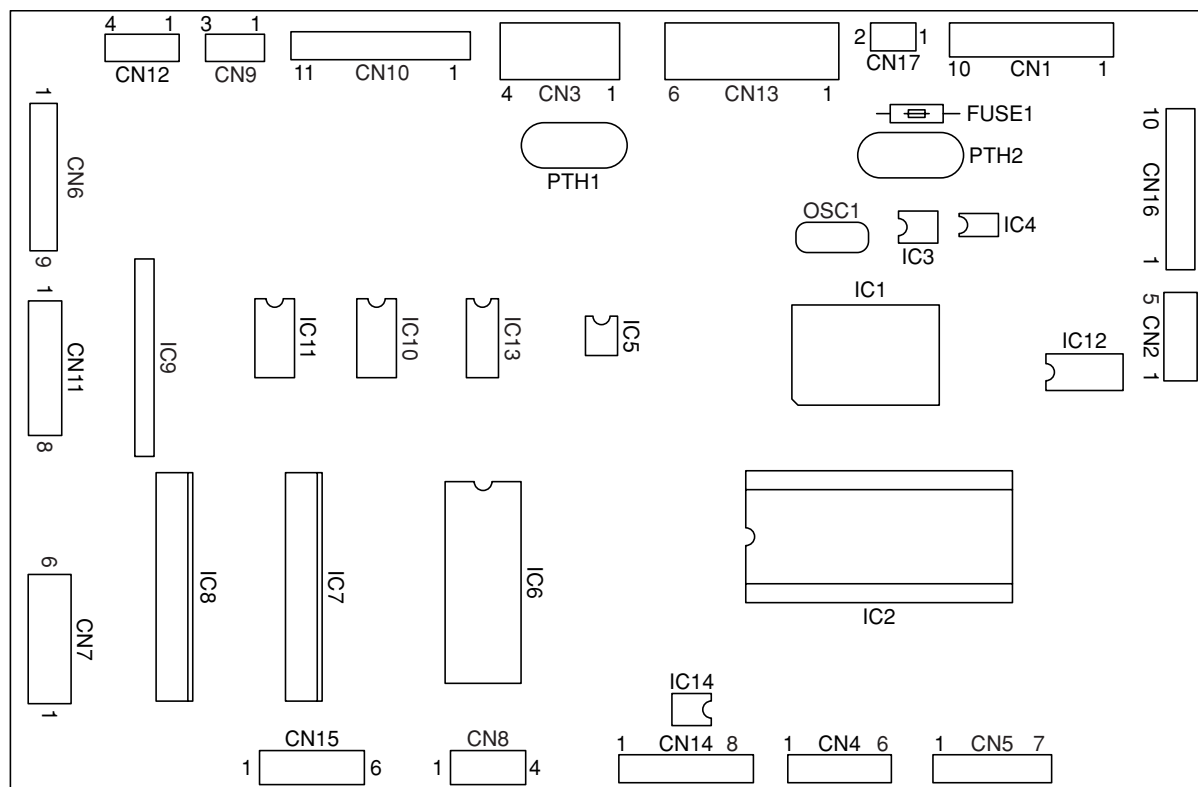 4 1
CN12
3 1
CN9
11 CN10 1
4 CN3 1
6 CN13 1
2 1
CN17
10 CN1 1
FUSE1
PTH1
PTH2
1
CN6
9
10
CN16
1
OSC1
IC3
IC4
1
CN11
8
IC9
IC11
IC10
IC13
IC5
IC1
IC12
5
CN2
1
IC8
IC7
IC6
IC2
6
CN7
1
IC14
CN15
1 6
CN8
1 4
1 CN14 8
1 CN4 6
1 CN5 7